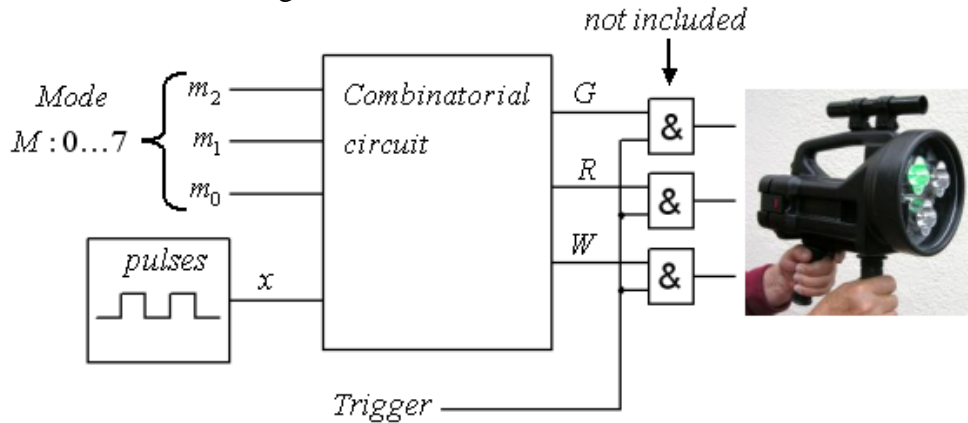 not included
Mode
M : 0...7
m2
m1
m0
Combinatorial
circuit
G
R
W
&
&
&
pulses
x
Trigger